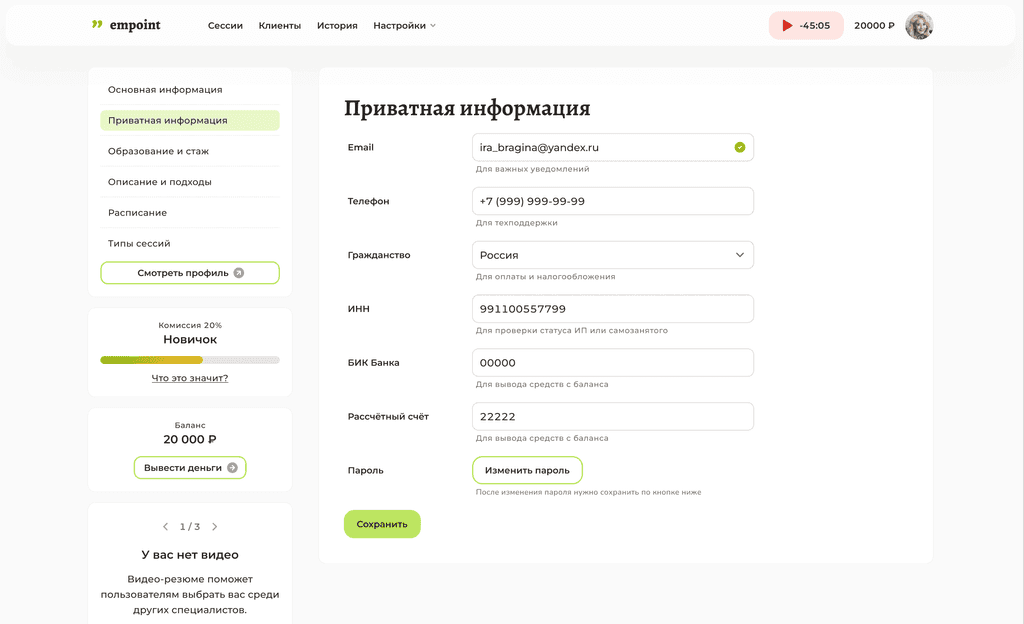 empoint
Сессии Клиенты История Настройки
-45:05 20000 ₽
Основная информация
Приватная информация
Образование и стаж
Описание и подходы
Расписание
Типы сессий
Смотреть профиль
Комиссия 20%
Новичок
Что это значит?
Баланс
20 000 ₽
Вывести деньги
1 / 3
У вас нет видео
Видео-резюме поможет
пользователям выбрать вас среди
других специалистов.
Приватная информация
Email
ira_bragina@yandex.ru
Для важных уведомлений
Телефон
+7 (999) 999-99-99
Для техподдержки
Гражданство
Россия
Для оплаты и налогообложения
ИНН
991100557799
Для проверки статуса ИП или самозанятого
БИК Банка
00000
Для вывода средств с баланса
Рассчётный счёт
22222
Для вывода средств с баланса
Пароль
Изменить пароль
После изменения пароля нужно сохранить по кнопке ниже
Сохранить